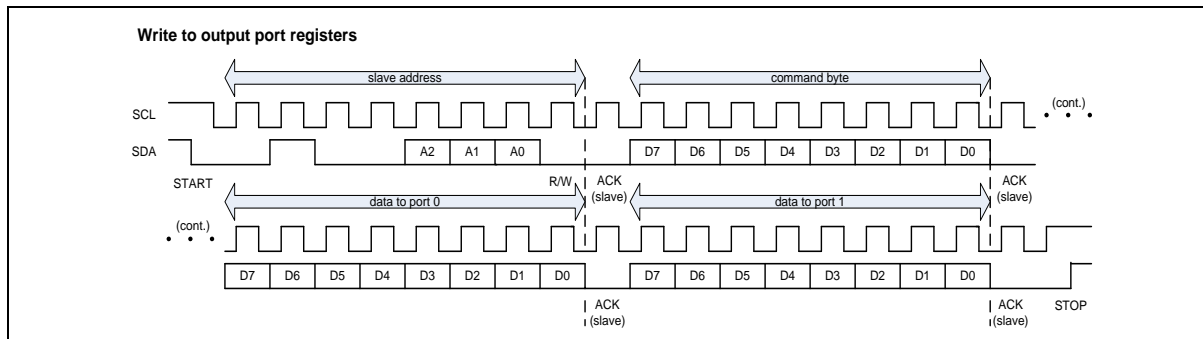 Write to output port registers
slave address
command byte
SCL
(cont.)
SDA
A2 A1 A0
D7 D6 D5 D4 D3 D2 D1 D0
START
R/W
ACK
(slave)
ACK
(slave)
data to port 0
data to port 1
(cont.)
D7 D6 D5 D4 D3 D2 D1 D0
D7 D6 D5 D4 D3 D2 D1 D0
ACK
(slave)
ACK
(slave)
STOP